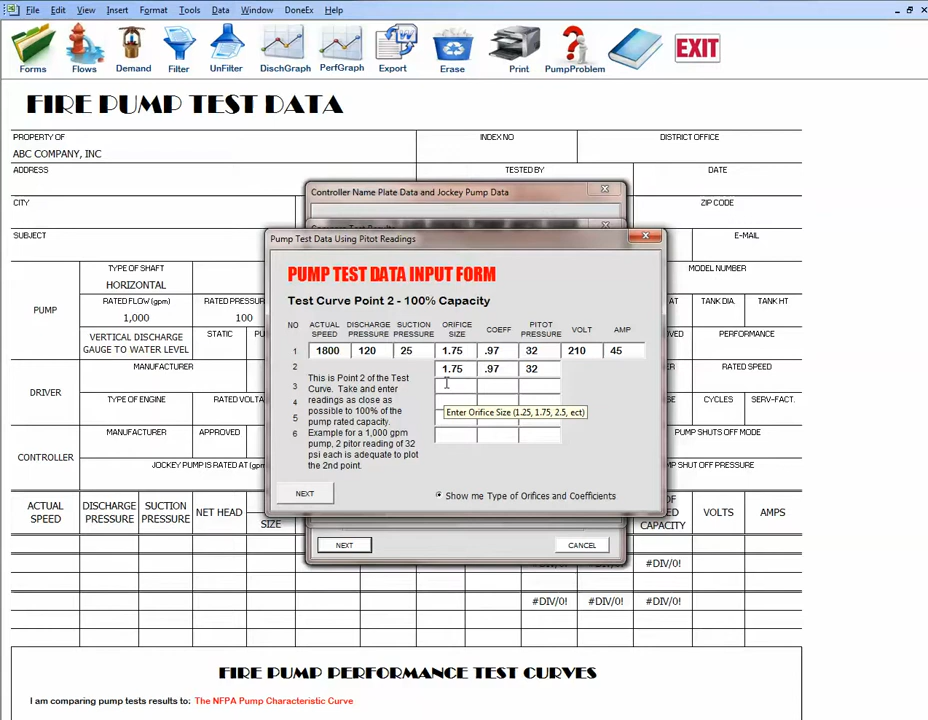 File Edit View Insert Format Tools Data Window DoneEx Help
Forms Flows Demand Filter UnFilter DischGraph PerfGraph Export Erase Print PumpProblem EXIT
FIRE PUMP TEST DATA
PROPERTY OF INDEX NO DISTRICT OFFICE
ABC COMPANY, INC
ADDRESS TESTED BY DATE
Controller Name Plate Data and Jockey Pump Data
CITY ZIP CODE
SUBJECT E-MAIL
Pump Test Data Using Pitot Readings
PUMP TEST DATA INPUT FORM
Test Curve Point 2 - 100% Capacity
NO ACTUAL SPEED DISCHARGE PRESSURE SUCTION PRESSURE ORIFICE SIZE COEFF PITOT PRESSURE VOLT AMP
1 1800 120 25 1.75 .97 32 210 45
2 1.75 .97 32
3
4
5
6
This is Point 2 of the Test
Curve. Take and enter
readings as close as
possible to 100% of the
pump rated capacity.
Example for a 1,000 gpm
pump, 2 pitor reading of 32
psi each is adequate to plot
the 2nd point.
Enter Orifice Size (1.25, 1.75, 2.5, ect)
NEXT Show me Type of Orifices and Coefficients
NEXT CANCEL
TYPE OF SHAFT MODEL NUMBER
HORIZONTAL
PUMP RATED FLOW (gpm) RATED PRESSU AT TANK DIA. TANK HT
1,000 100
VERTICAL DISCHARGE STATIC PU PERFORMED
GAUGE TO WATER LEVEL
DRIVER MANUFACTURER RATED SPEED
TYPE OF ENGINE RATED VOLTA CYCLES SERV-FACT.
CONTROLLER MANUFACTURER APPROVED PUMP SHUTS OFF MODE
JOCKEY PUMP IS RATED AT (g MP SHUT OFF PRESSURE
ACTUAL SPEED DISCHARGE PRESSURE SUCTION PRESSURE NET HEAD SIZE CAPACITY VOLTS AMPS
#DIV/0!
#DIV/0! #DIV/0! #DIV/0!
FIRE PUMP PERFORMANCE TEST CURVES
I am comparing pump tests results to: The NFPA Pump Characteristic Curve